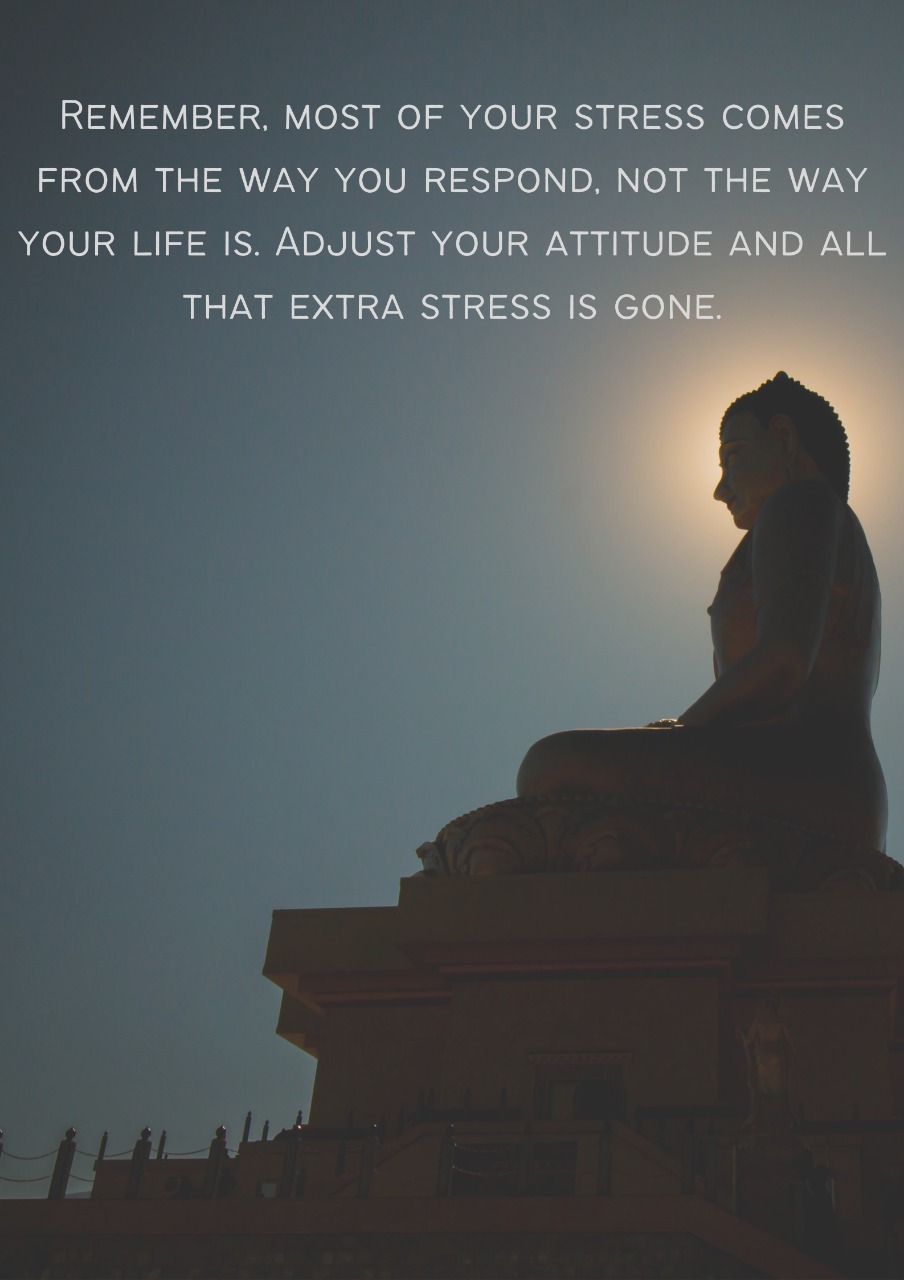 Remember, most of your stress comes
from the way you respond, not the way
your life is. Adjust your attitude and all
that extra stress is gone.